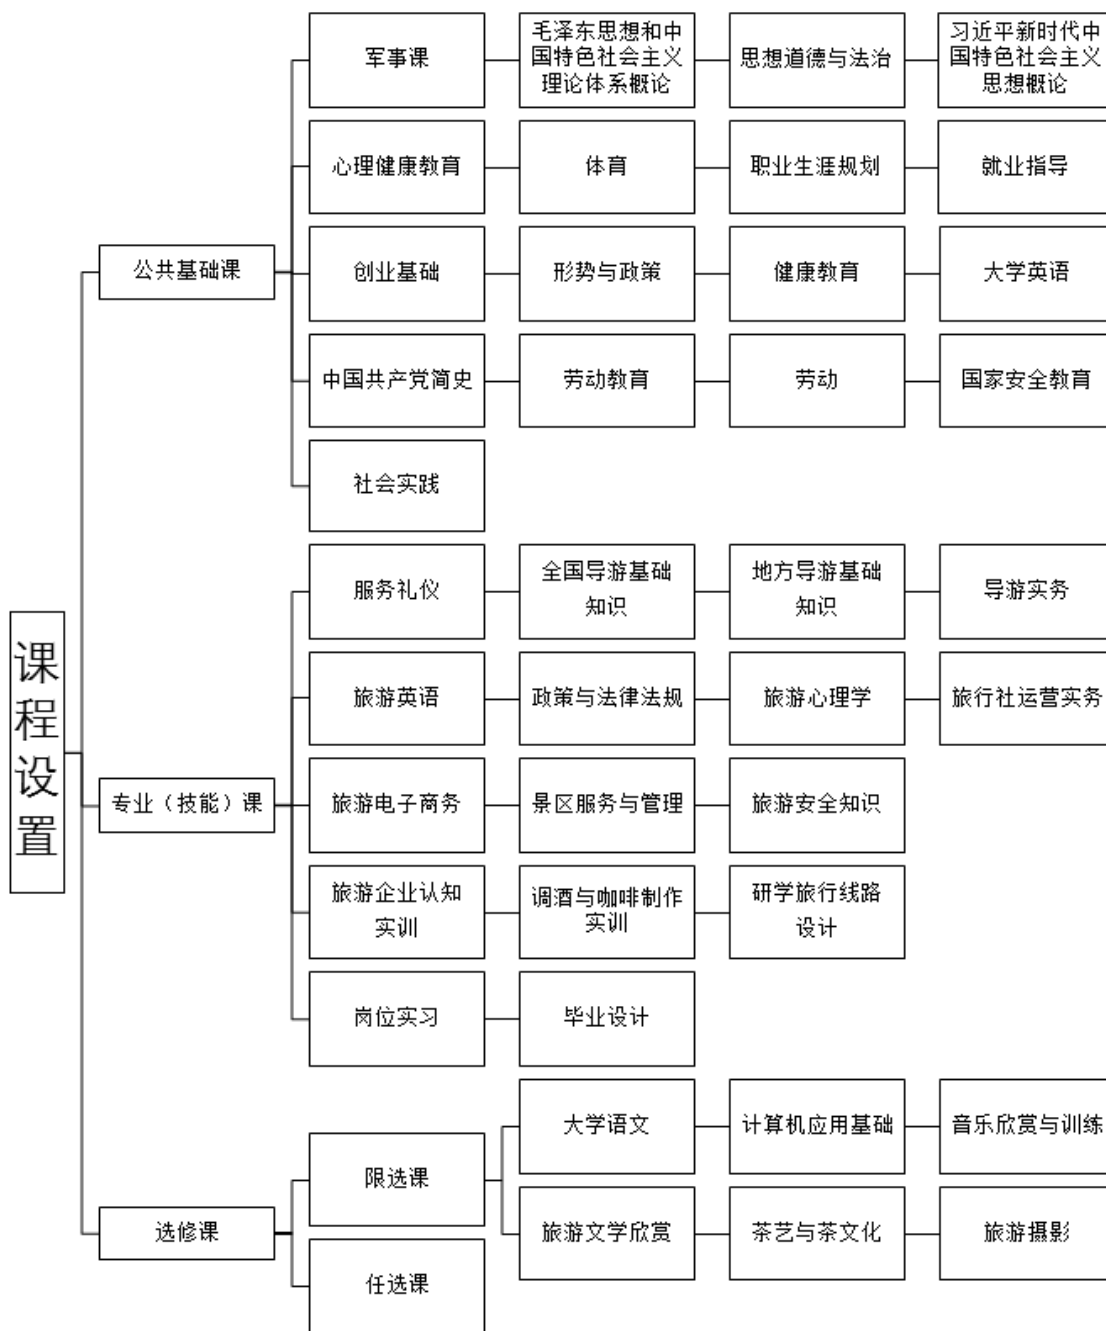 课程设置
公共基础课
军事课
毛泽东思想和中
国特色社会主义
理论体系概论
思想道德与法治
习近平新时代中
国特色社会主义
思想概论
心理健康教育
体育
职业生涯规划
就业指导
创业基础
形势与政策
健康教育
大学英语
中国共产党简史
劳动教育
劳动
国家安全教育
社会实践
专业（技能）课
服务礼仪
全国导游基础
知识
地方导游基础
知识
导游实务
旅游英语
政策与法律法规
旅游心理学
旅行社运营实务
旅游电子商务
景区服务与管理
旅游安全知识
旅游企业认知
实训
调酒与咖啡制作
实训
研学旅行线路
设计
岗位实习
毕业设计
选修课
限选课
大学语文
计算机应用基础
音乐欣赏与训练
旅游文学欣赏
茶艺与茶文化
旅游摄影
任选课